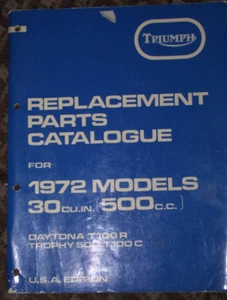 TRIUMPH
REPLACEMENT
PARTS
CATALOGUE
FOR
1972 MODELS
30 CU.IN. [500 C.C.]
DAYTONA T100 R
TROPHY 500 T100 C
U.S.A. EDITION